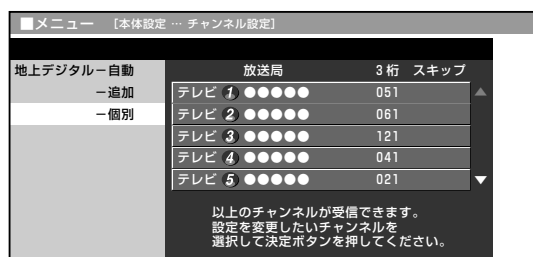 ■メニュー [本体設定 … チャンネル設定]
地上デジタルー自動
ー追加
ー個別
放送局 3桁 スキップ
テレビ 1 ●●●●● 051
テレビ 2 ●●●●● 061
テレビ 3 ●●●●● 121
テレビ 4 ●●●●● 041
テレビ 5 ●●●●● 021
以上のチャンネルが受信できます。
設定を変更したいチャンネルを
選択して決定ボタンを押してください。